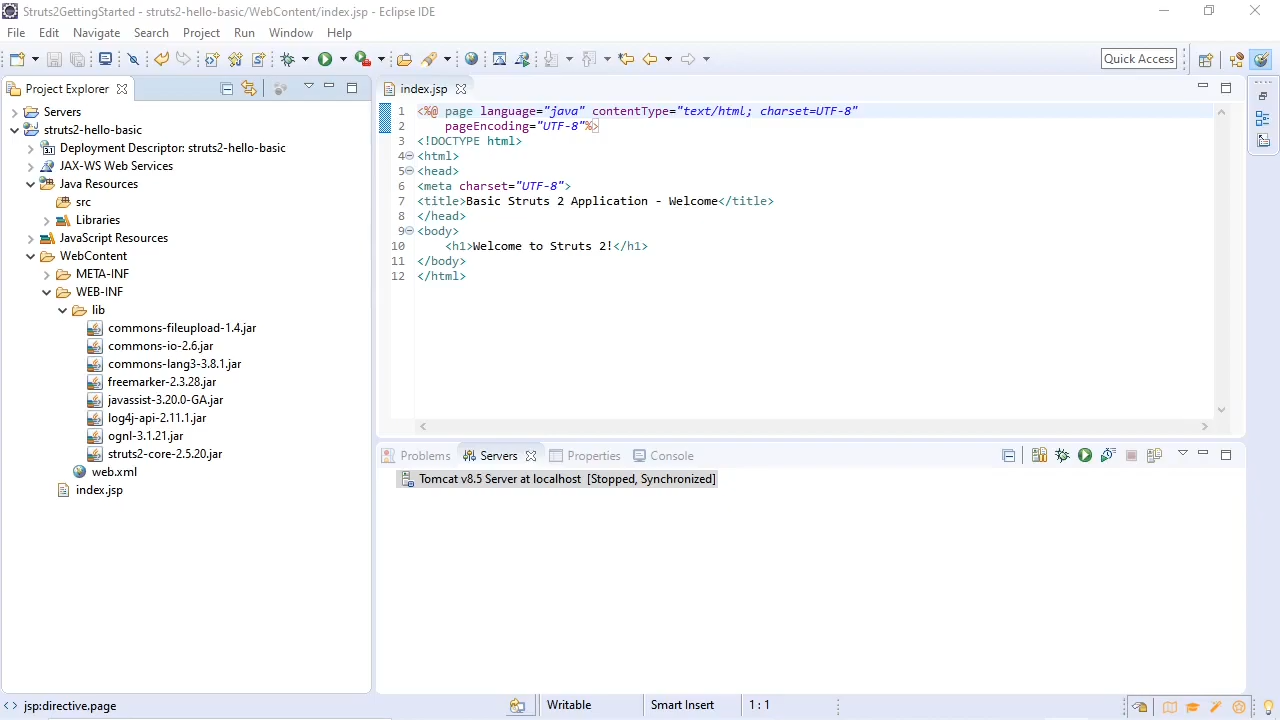 Struts2GettingStarted - struts2-hello-basic/WebContent/index.jsp - Eclipse IDE
File Edit Navigate Search Project Run Window Help
Quick Access
Project Explorer
Servers
struts2-hello-basic
Deployment Descriptor: struts2-hello-basic
JAX-WS Web Services
Java Resources
src
Libraries
JavaScript Resources
WebContent
META-INF
WEB-INF
lib
commons-fileupload-1.4.jar
commons-io-2.6.jar
commons-lang3-3.8.1.jar
freemarker-2.3.28.jar
javassist-3.20.0-GA.jar
log4j-api-2.11.1.jar
ognl-3.1.21.jar
struts2-core-2.5.20.jar
web.xml
index.jsp
index.jsp
1 <%@ page language="java" contentType="text/html; charset=UTF-8"
2 pageEncoding="UTF-8"%>
3 <!DOCTYPE html>
4 <html>
5 <head>
6 <meta charset="UTF-8">
7 <title>Basic Struts 2 Application - Welcome</title>
8 </head>
9 <body>
10 <h1>Welcome to Struts 2!</h1>
11 </body>
12 </html>
Problems Servers Properties Console
Tomcat v8.5 Server at localhost [Stopped, Synchronized]
jsp:directive.page Writable Smart Insert 1 : 1